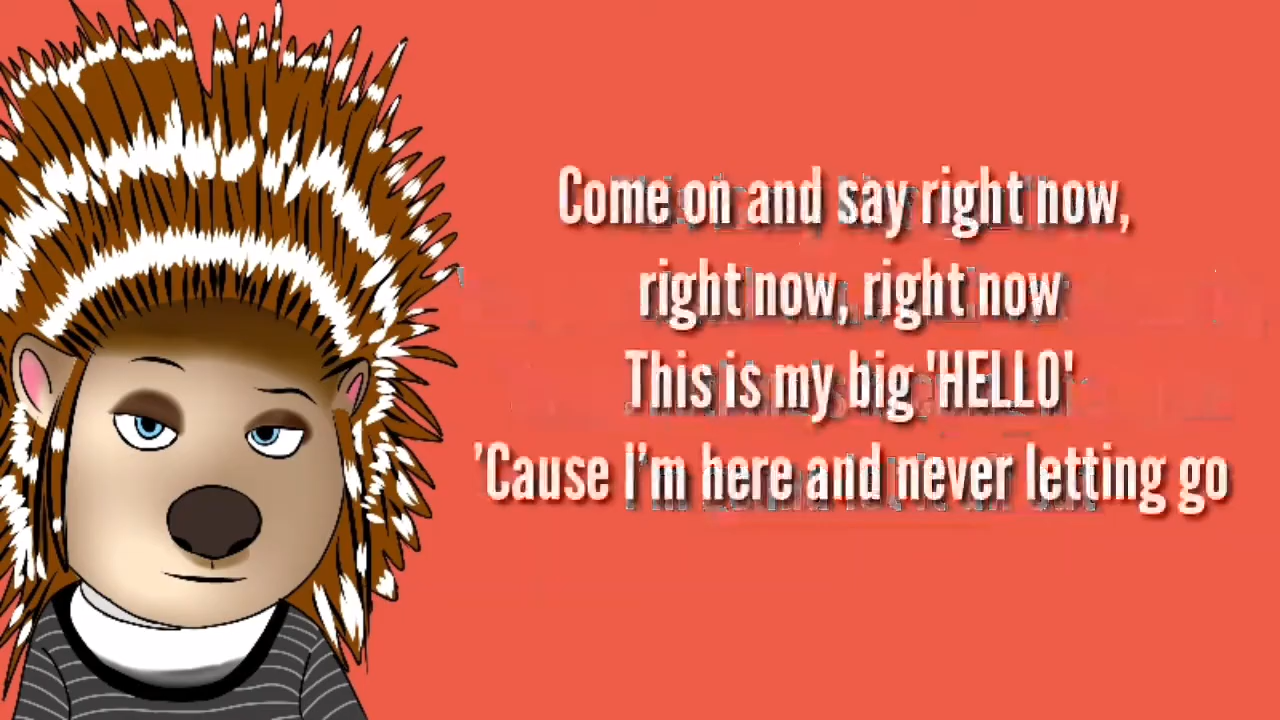 Come on and say right now,
right now, right now
This is my big 'HELLO'
'Cause I'm here and never letting go